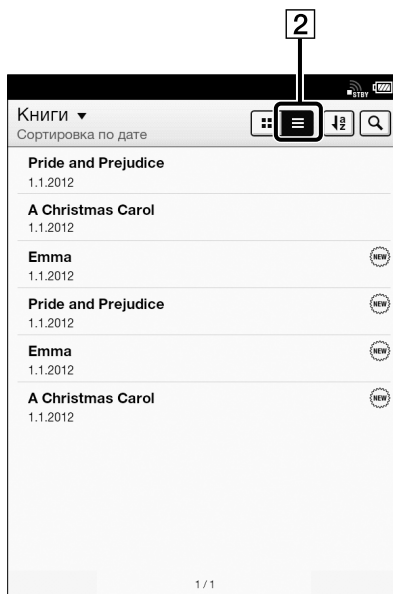 2
STBY
Книги
Сортировка по дате
Pride and Prejudice
1.1.2012
A Christmas Carol
1.1.2012
Emma
1.1.2012
NEW
Pride and Prejudice
1.1.2012
NEW
Emma
1.1.2012
NEW
A Christmas Carol
1.1.2012
NEW
1 / 1